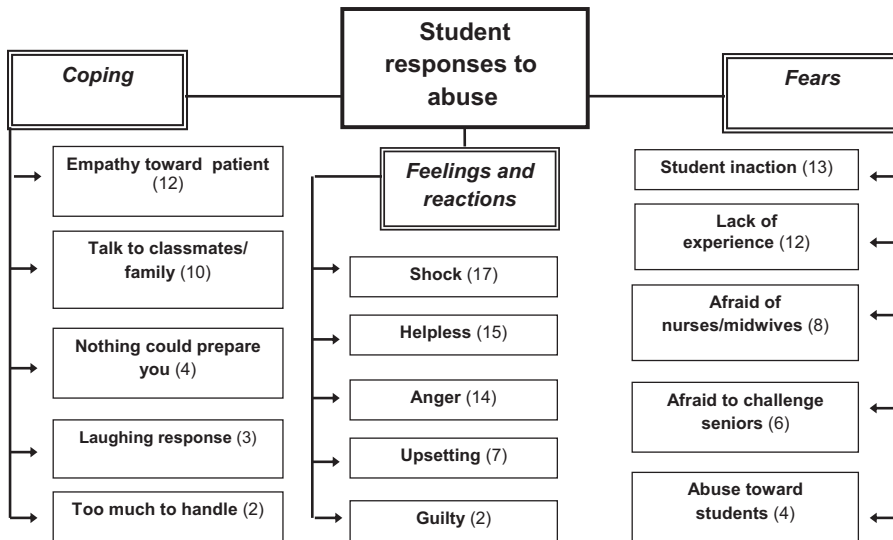 Student
responses to
abuse
Coping
Empathy toward patient
(12)
Talk to classmates/
family (10)
Nothing could prepare
you (4)
Laughing response (3)
Too much to handle (2)
Feelings and
reactions
Shock (17)
Helpless (15)
Anger (14)
Upsetting (7)
Guilty (2)
Fears
Student inaction (13)
Lack of
experience (12)
Afraid of
nurses/midwives (8)
Afraid to challenge
seniors (6)
Abuse toward
students (4)